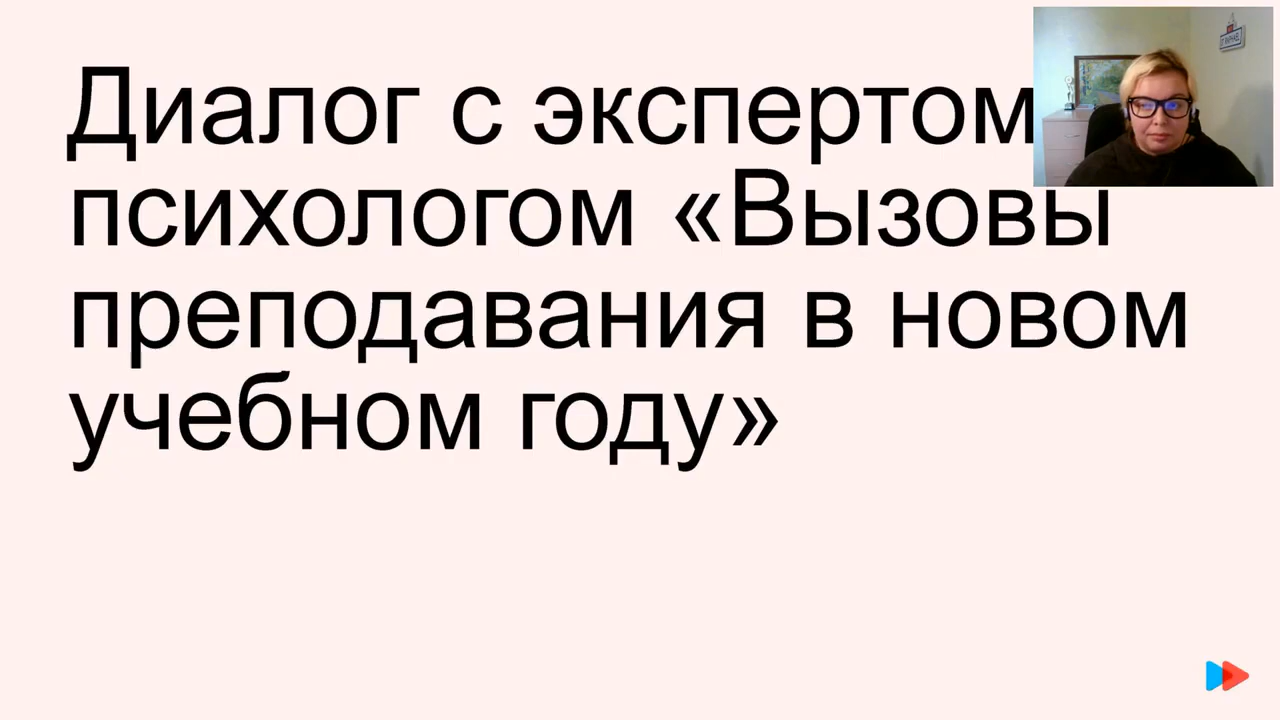 Диалог с экспертом
психологом «Вызовы
преподавания в новом
учебном году»